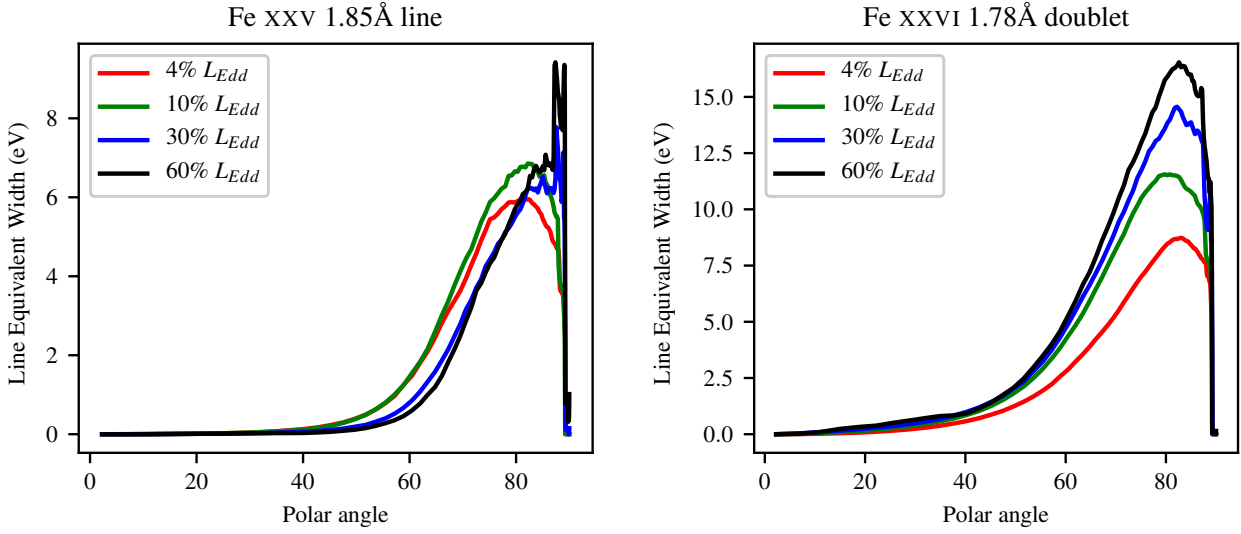 Fe XXV 1.85Å line
8
6
4
2
0
Line Equivalent Width (eV)
4% L_Edd
10% L_Edd
30% L_Edd
60% L_Edd
0 20 40 60 80
Polar angle
Fe XXVI 1.78Å doublet
15.0
12.5
10.0
7.5
5.0
2.5
0.0
Line Equivalent Width (eV)
4% L_Edd
10% L_Edd
30% L_Edd
60% L_Edd
0 20 40 60 80
Polar angle